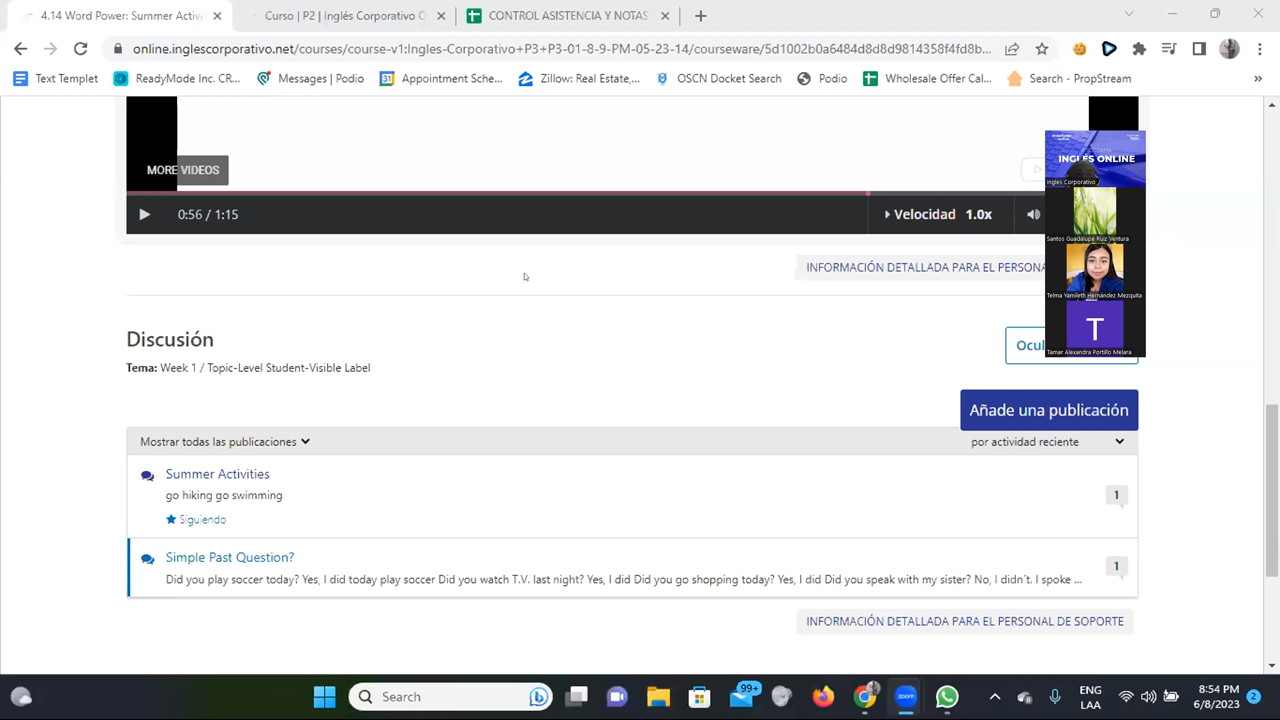 4.14 Word Power: Summer Activ
Curso | P2 | Inglés Corporativo O
CONTROL ASISTENCIA Y NOTAS
online.inglescorporativo.net/courses/course-v1:Ingles-Corporativo+P3+P3-01-8-9-PM-05-23-14/courseware/5d1002b0a6484d8d8d9814358f4fd8b...
Text Templet
ReadyMode Inc. CR...
Messages | Podio
Appointment Sche...
Zillow: Real Estate,...
OSCN Docket Search
Podio
Wholesale Offer Cal...
Search - PropStream
»
MORE VIDEOS
INGLÉS ONLINE
Ingles Corporativo /
0:56 / 1:15
Velocidad 1.0x
Santos Guadalupe Ruiz Ventura
INFORMACIÓN DETALLADA PARA EL PERSONA
Telma Yamileth Hernández Mezquita
T
Tamar Alexandra Portillo Melara
Discusión
Ocul
Tema: Week 1 / Topic-Level Student-Visible Label
Añade una publicación
Mostrar todas las publicaciones
por actividad reciente
Summer Activities
go hiking go swimming
1
Siguiendo
Simple Past Question?
1
Did you play soccer today? Yes, I did today play soccer Did you watch T.V. last night? Yes, I did Did you go shopping today? Yes, I did Did you speak with my sister? No, I didn't. I spoke ...
INFORMACIÓN DETALLADA PARA EL PERSONAL DE SOPORTE
Search
99+
ENG
LAA
8:54 PM
6/8/2023
2